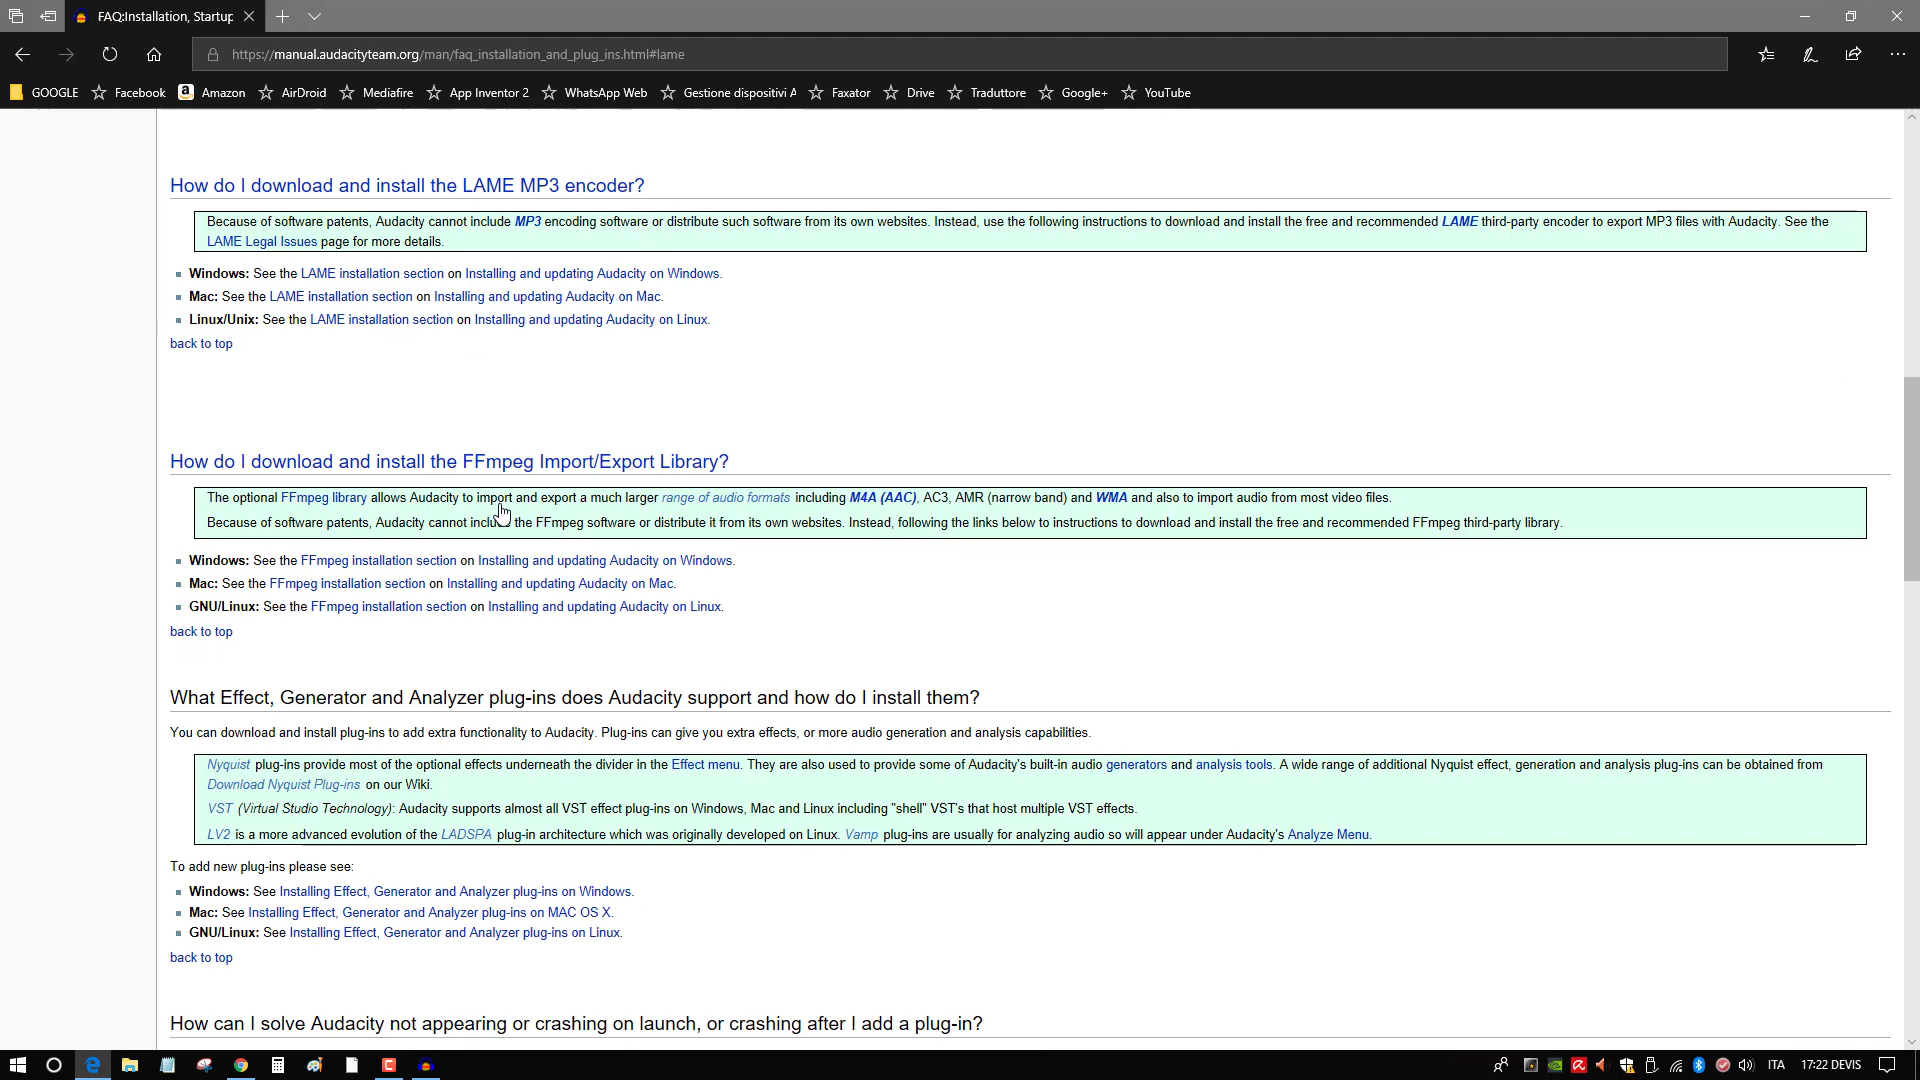 FAQ:Installation, Startup
https://manual.audacityteam.org/man/faq_installation_and_plug_ins.html#lame
GOOGLE Facebook Amazon AirDroid Mediafire App Inventor 2 WhatsApp Web Gestione dispositivi A Faxator Drive Traduttore Google+ YouTube
How do I download and install the LAME MP3 encoder?
Because of software patents, Audacity cannot include MP3 encoding software or distribute such software from its own websites. Instead, use the following instructions to download and install the free and recommended LAME third-party encoder to export MP3 files with Audacity. See the
LAME Legal Issues page for more details.
Windows: See the LAME installation section on Installing and updating Audacity on Windows.
Mac: See the LAME installation section on Installing and updating Audacity on Mac.
Linux/Unix: See the LAME installation section on Installing and updating Audacity on Linux.
back to top
How do I download and install the FFmpeg Import/Export Library?
The optional FFmpeg library allows Audacity to import and export a much larger range of audio formats including M4A (AAC), AC3, AMR (narrow band) and WMA and also to import audio from most video files.
Because of software patents, Audacity cannot include the FFmpeg software or distribute it from its own websites. Instead, following the links below to instructions to download and install the free and recommended FFmpeg third-party library.
Windows: See the FFmpeg installation section on Installing and updating Audacity on Windows.
Mac: See the FFmpeg installation section on Installing and updating Audacity on Mac.
GNU/Linux: See the FFmpeg installation section on Installing and updating Audacity on Linux.
back to top
What Effect, Generator and Analyzer plug-ins does Audacity support and how do I install them?
You can download and install plug-ins to add extra functionality to Audacity. Plug-ins can give you extra effects, or more audio generation and analysis capabilities.
Nyquist plug-ins provide most of the optional effects underneath the divider in the Effect menu. They are also used to provide some of Audacity's built-in audio generators and analysis tools. A wide range of additional Nyquist effect, generation and analysis plug-ins can be obtained from
Download Nyquist Plug-ins on our Wiki.
VST (Virtual Studio Technology): Audacity supports almost all VST effect plug-ins on Windows, Mac and Linux including "shell" VST's that host multiple VST effects.
LV2 is a more advanced evolution of the LADSPA plug-in architecture which was originally developed on Linux. Vamp plug-ins are usually for analyzing audio so will appear under Audacity's Analyze Menu.
To add new plug-ins please see:
Windows: See Installing Effect, Generator and Analyzer plug-ins on Windows.
Mac: See Installing Effect, Generator and Analyzer plug-ins on MAC OS X.
GNU/Linux: See Installing Effect, Generator and Analyzer plug-ins on Linux.
back to top
How can I solve Audacity not appearing or crashing on launch, or crashing after I add a plug-in?
ITA 17:22 DEVIS